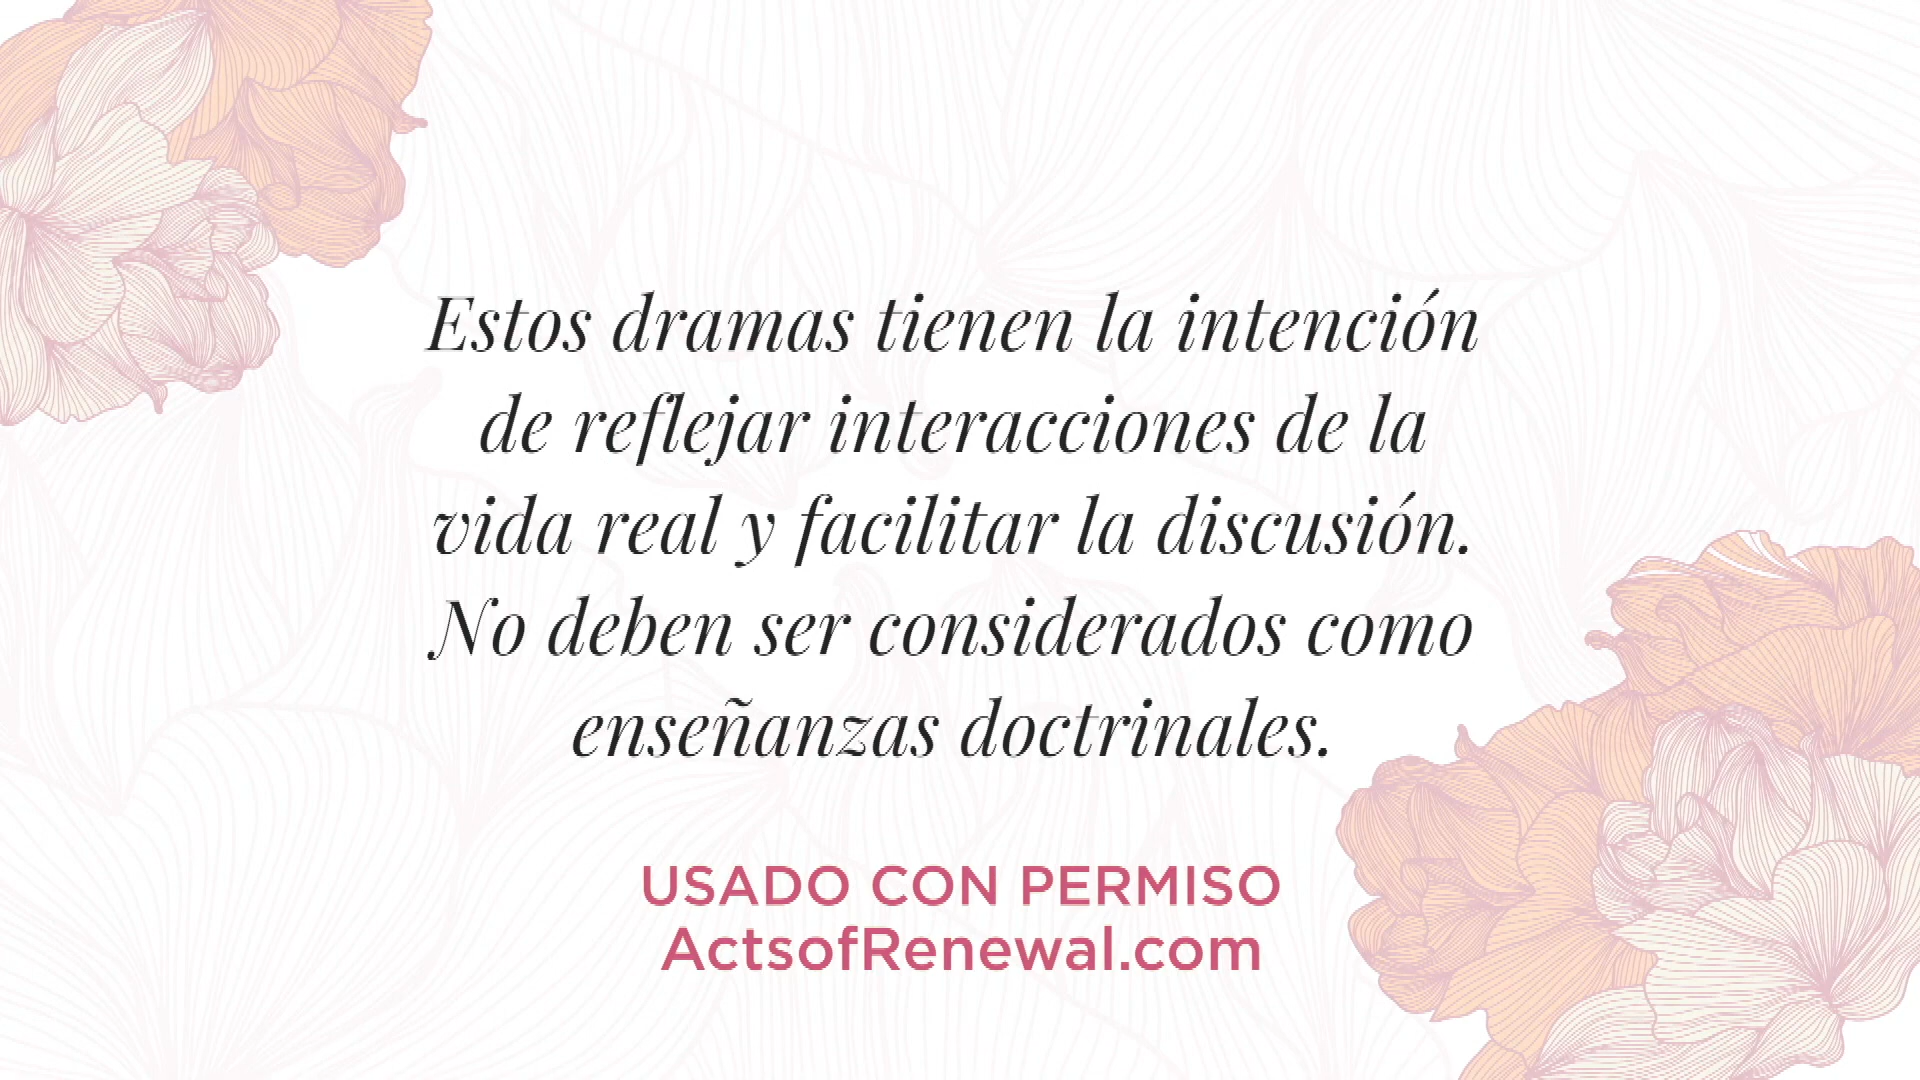 Estos dramas tienen la intención
de reflejar interacciones de la
vida real y facilitar la discusión.
No deben ser considerados como
enseñanzas doctrinales.
USADO CON PERMISO
ActsofRenewal.com